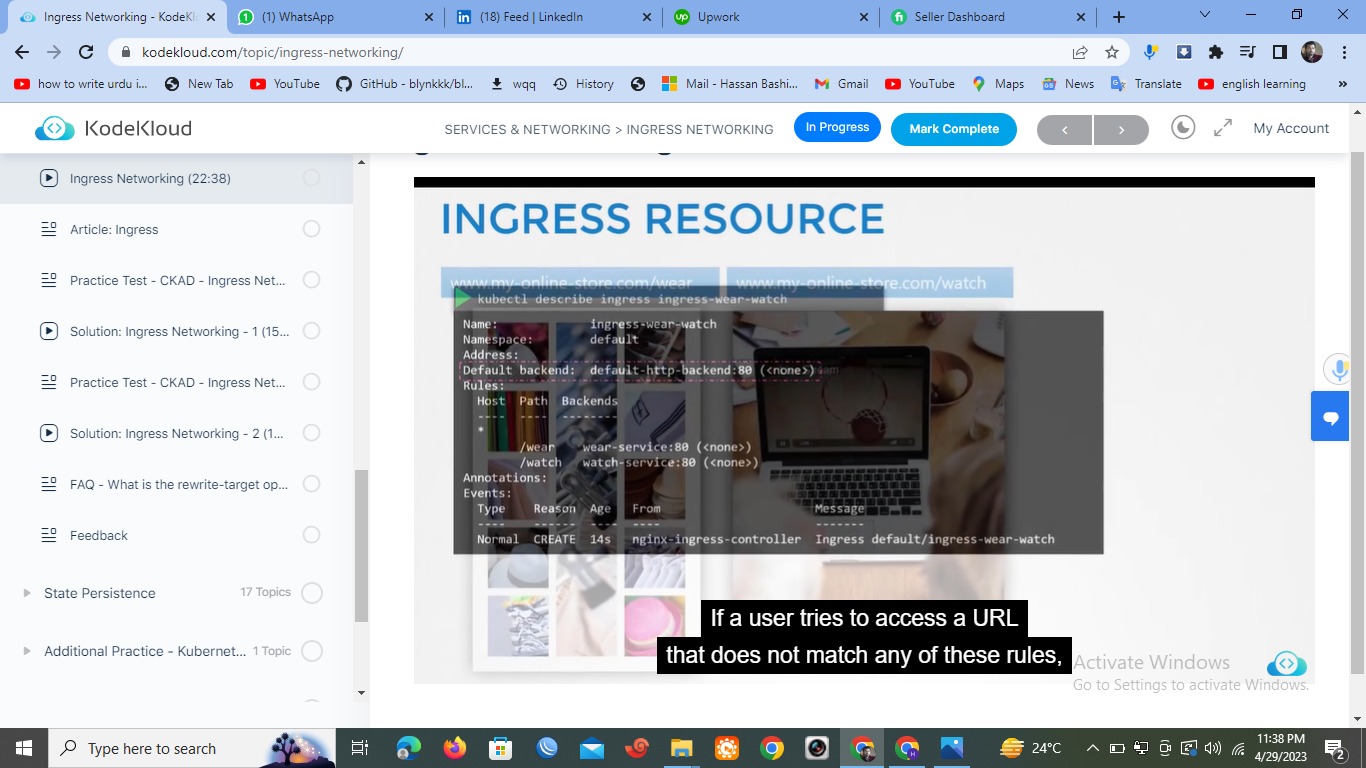 Ingress Networking - KodeKl
(1) WhatsApp
(18) Feed | LinkedIn
Upwork
Seller Dashboard
kodekloud.com/topic/ingress-networking/
how to write urdu i...
New Tab
YouTube
GitHub - blynkkk/bl...
wqq
History
Mail - Hassan Bashi...
Gmail
YouTube
Maps
News
Translate
english learning
»
KodeKloud
SERVICES & NETWORKING > INGRESS NETWORKING
In Progress
Mark Complete
My Account
Ingress Networking (22:38)
Article: Ingress
Practice Test - CKAD - Ingress Net...
Solution: Ingress Networking - 1 (15...
Practice Test - CKAD - Ingress Net...
Solution: Ingress Networking - 2 (1...
FAQ - What is the rewrite-target op...
Feedback
State Persistence 17 Topics
Additional Practice - Kubernet... 1 Topic
INGRESS RESOURCE
www.my-online-store.com/wear www.my-online-store.com/watch
kubectl describe ingress ingress-wear-watch
Name: ingress-wear-watch
Namespace: default
Address:
Default backend: default-http-backend:80 (<none>)
Rules:
Host Path Backends
---- ---- --------
*
/wear wear-service:80 (<none>)
/watch watch-service:80 (<none>)
Annotations:
Events:
Type Reason Age From Message
---- ------ ---- ---- -------
Normal CREATE 14s nginx-ingress-controller Ingress default/ingress-wear-watch
If a user tries to access a URL
that does not match any of these rules,
Activate Windows
Go to Settings to activate Windows.
Type here to search
24°C
11:38 PM
4/29/2023
2